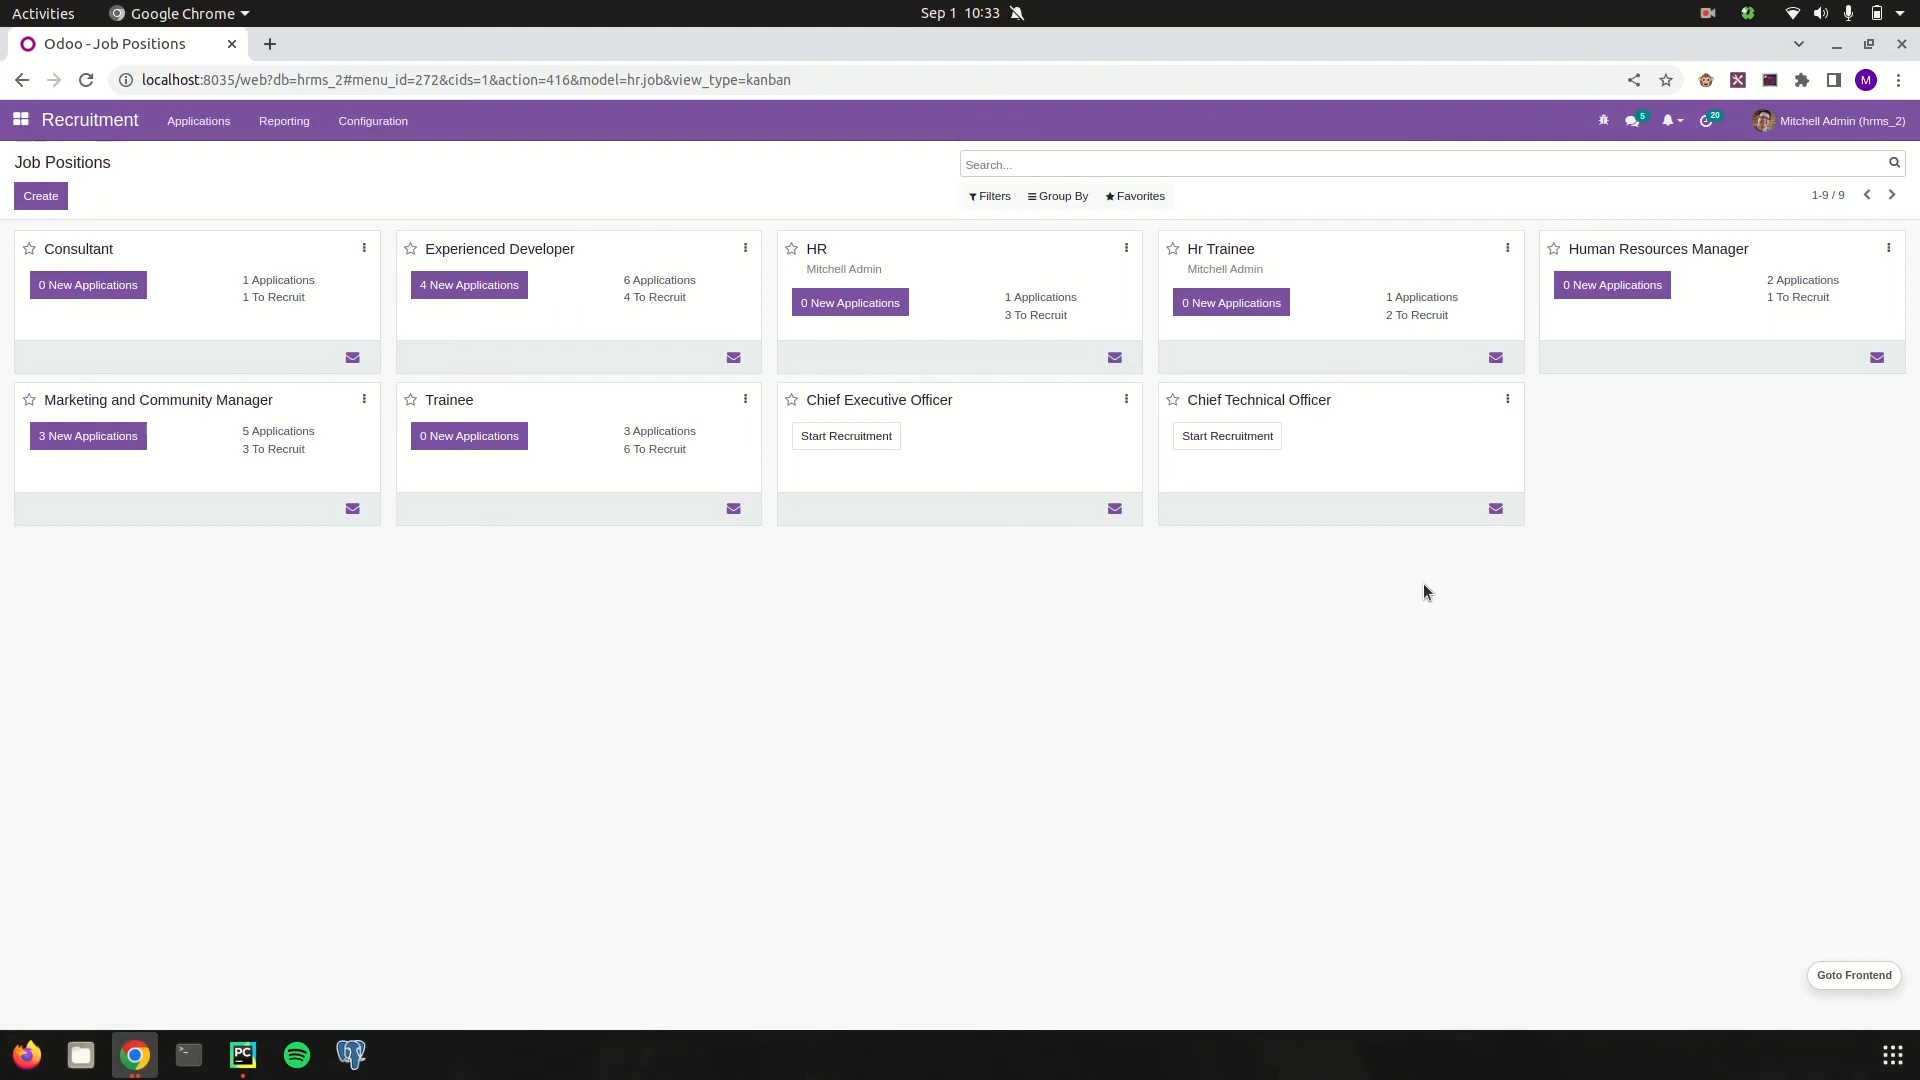 Activities
Google Chrome
Sep 1 10:33
Odoo - Job Positions
localhost:8035/web?db=hrms_2#menu_id=272&cids=1&action=416&model=hr.job&view_type=kanban
M
Recruitment
Applications
Reporting
Configuration
5
20
Mitchell Admin (hrms_2)
Job Positions
Search...
Create
Filters
Group By
Favorites
1-9 / 9
Consultant
0 New Applications
1 Applications
1 To Recruit
Experienced Developer
4 New Applications
6 Applications
4 To Recruit
HR
Mitchell Admin
0 New Applications
1 Applications
3 To Recruit
Hr Trainee
Mitchell Admin
0 New Applications
1 Applications
2 To Recruit
Human Resources Manager
0 New Applications
2 Applications
1 To Recruit
Marketing and Community Manager
3 New Applications
5 Applications
3 To Recruit
Trainee
0 New Applications
3 Applications
6 To Recruit
Chief Executive Officer
Start Recruitment
Chief Technical Officer
Start Recruitment
Goto Frontend
PC